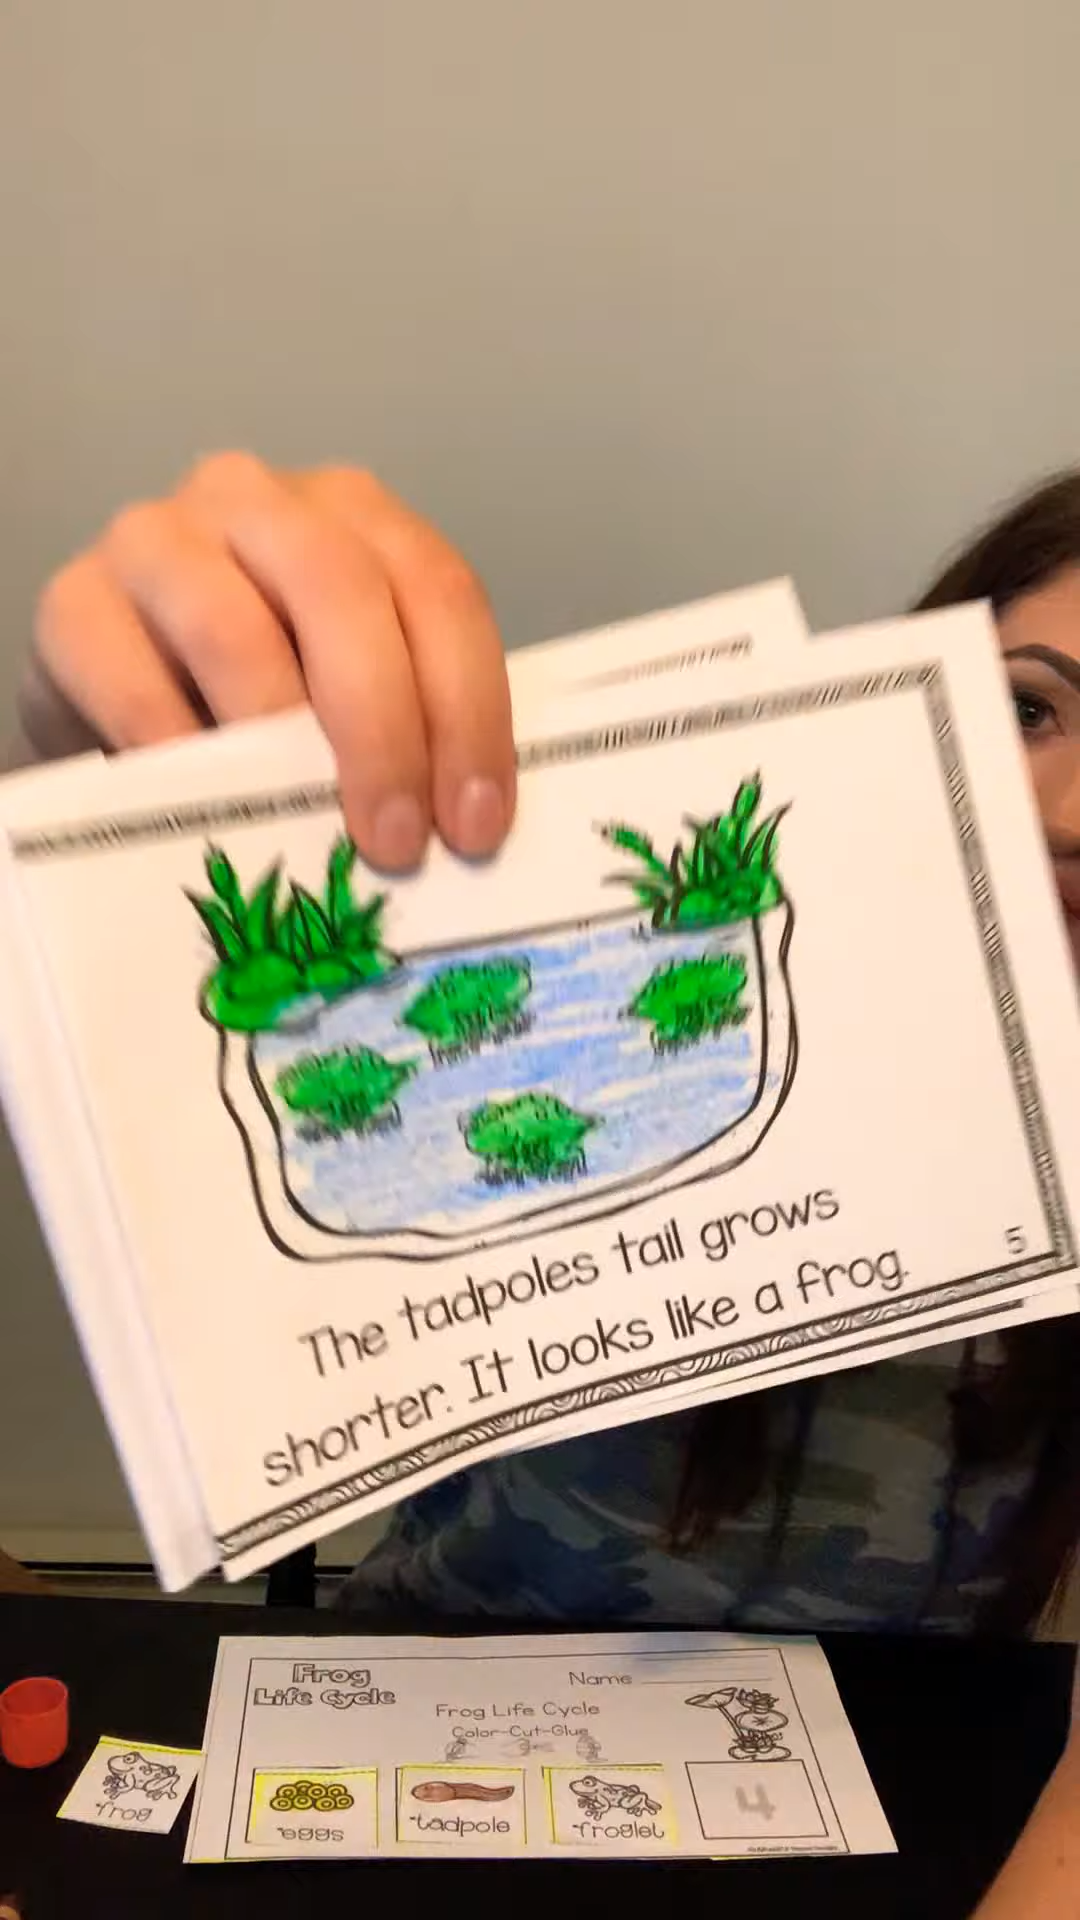 The tadpoles tail grows
shorter. It looks like a frog.
5
Frog
Life Cycle
Name
Frog Life Cycle
Color-Cut-Glue
frog
eggs
tadpole
froglet
4